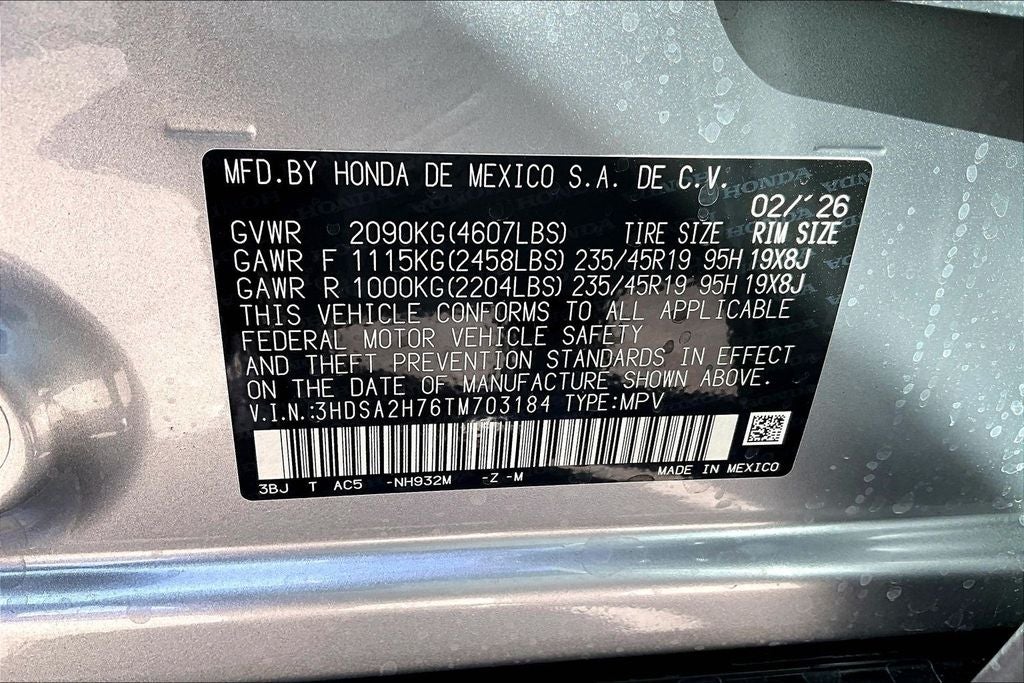 MFD.BY HONDA DE MEXICO S.A. DE C.V.
02/'26
GVWR 2090KG(4607LBS) TIRE SIZE RIM SIZE
GAWR F 1115KG(2458LBS) 235/45R19 95H 19X8J
GAWR R 1000KG(2204LBS) 235/45R19 95H 19X8J
THIS VEHICLE CONFORMS TO ALL APPLICABLE
FEDERAL MOTOR VEHICLE SAFETY
AND THEFT PREVENTION STANDARDS IN EFFECT
ON THE DATE OF MANUFACTURE SHOWN ABOVE.
V.I.N.:3HDSA2H76TM703184 TYPE:MPV
MADE IN MEXICO
3BJ T AC5 -NH932M -Z -M